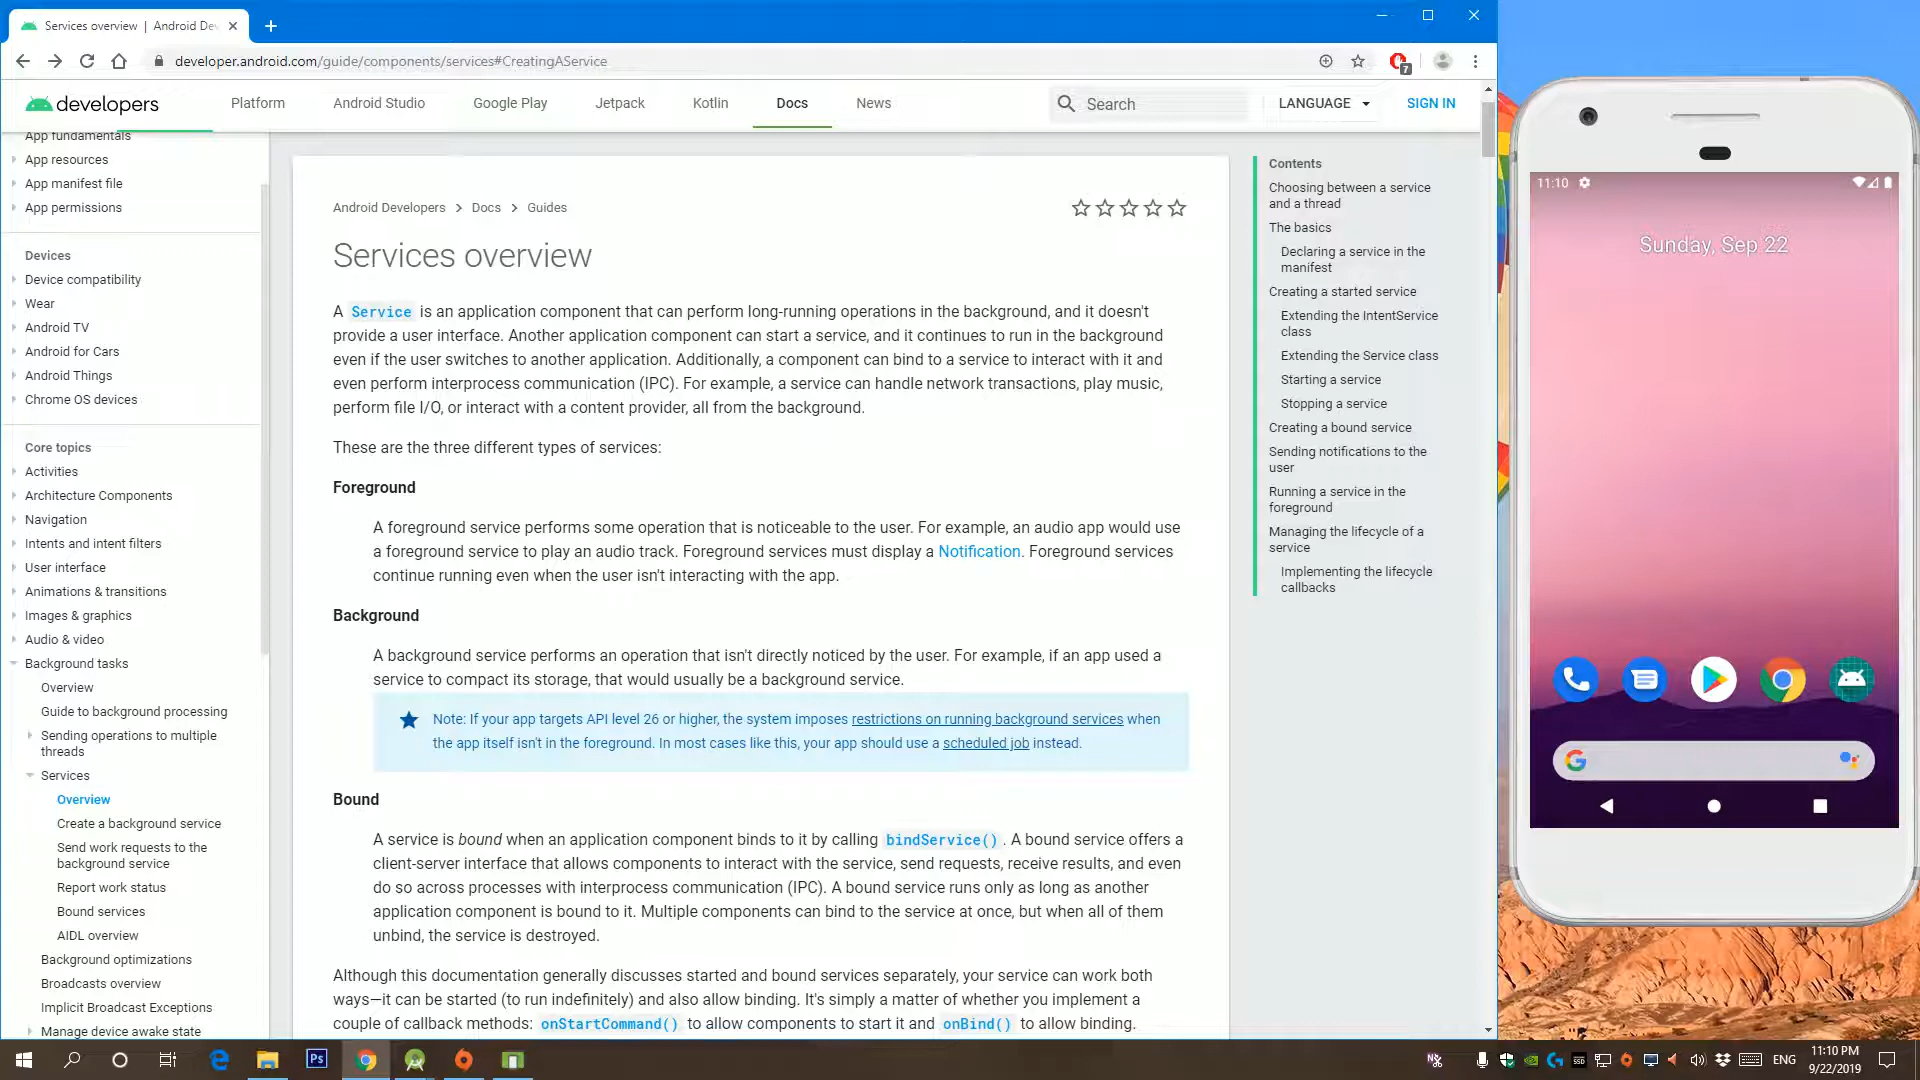 Services overview | Android Dev
developer.android.com/guide/components/services#CreatingAService
7
developers
Platform
Android Studio
Google Play
Jetpack
Kotlin
Docs
News
Search
LANGUAGE
SIGN IN
App fundamentals
App resources
App manifest file
App permissions
Devices
Device compatibility
Wear
Android TV
Android for Cars
Android Things
Chrome OS devices
Core topics
Activities
Architecture Components
Navigation
Intents and intent filters
User interface
Animations & transitions
Images & graphics
Audio & video
Background tasks
Overview
Guide to background processing
Sending operations to multiple
threads
Services
Overview
Create a background service
Send work requests to the
background service
Report work status
Bound services
AIDL overview
Background optimizations
Broadcasts overview
Implicit Broadcast Exceptions
Manage device awake state
Android Developers > Docs > Guides
Services overview
A Service is an application component that can perform long-running operations in the background, and it doesn't
provide a user interface. Another application component can start a service, and it continues to run in the background
even if the user switches to another application. Additionally, a component can bind to a service to interact with it and
even perform interprocess communication (IPC). For example, a service can handle network transactions, play music,
perform file I/O, or interact with a content provider, all from the background.
These are the three different types of services:
Foreground
A foreground service performs some operation that is noticeable to the user. For example, an audio app would use
a foreground service to play an audio track. Foreground services must display a Notification. Foreground services
continue running even when the user isn't interacting with the app.
Background
A background service performs an operation that isn't directly noticed by the user. For example, if an app used a
service to compact its storage, that would usually be a background service.
Note: If your app targets API level 26 or higher, the system imposes restrictions on running background services when
the app itself isn't in the foreground. In most cases like this, your app should use a scheduled job instead.
Bound
A service is bound when an application component binds to it by calling bindService(). A bound service offers a
client-server interface that allows components to interact with the service, send requests, receive results, and even
do so across processes with interprocess communication (IPC). A bound service runs only as long as another
application component is bound to it. Multiple components can bind to the service at once, but when all of them
unbind, the service is destroyed.
Although this documentation generally discusses started and bound services separately, your service can work both
ways—it can be started (to run indefinitely) and also allow binding. It's simply a matter of whether you implement a
couple of callback methods: onStartCommand() to allow components to start it and onBind() to allow binding.
Contents
Choosing between a service
and a thread
The basics
Declaring a service in the
manifest
Creating a started service
Extending the IntentService
class
Extending the Service class
Starting a service
Stopping a service
Creating a bound service
Sending notifications to the
user
Running a service in the
foreground
Managing the lifecycle of a
service
Implementing the lifecycle
callbacks
11:10
Sunday, Sep 22
G
Ps
ENG
11:10 PM
9/22/2019